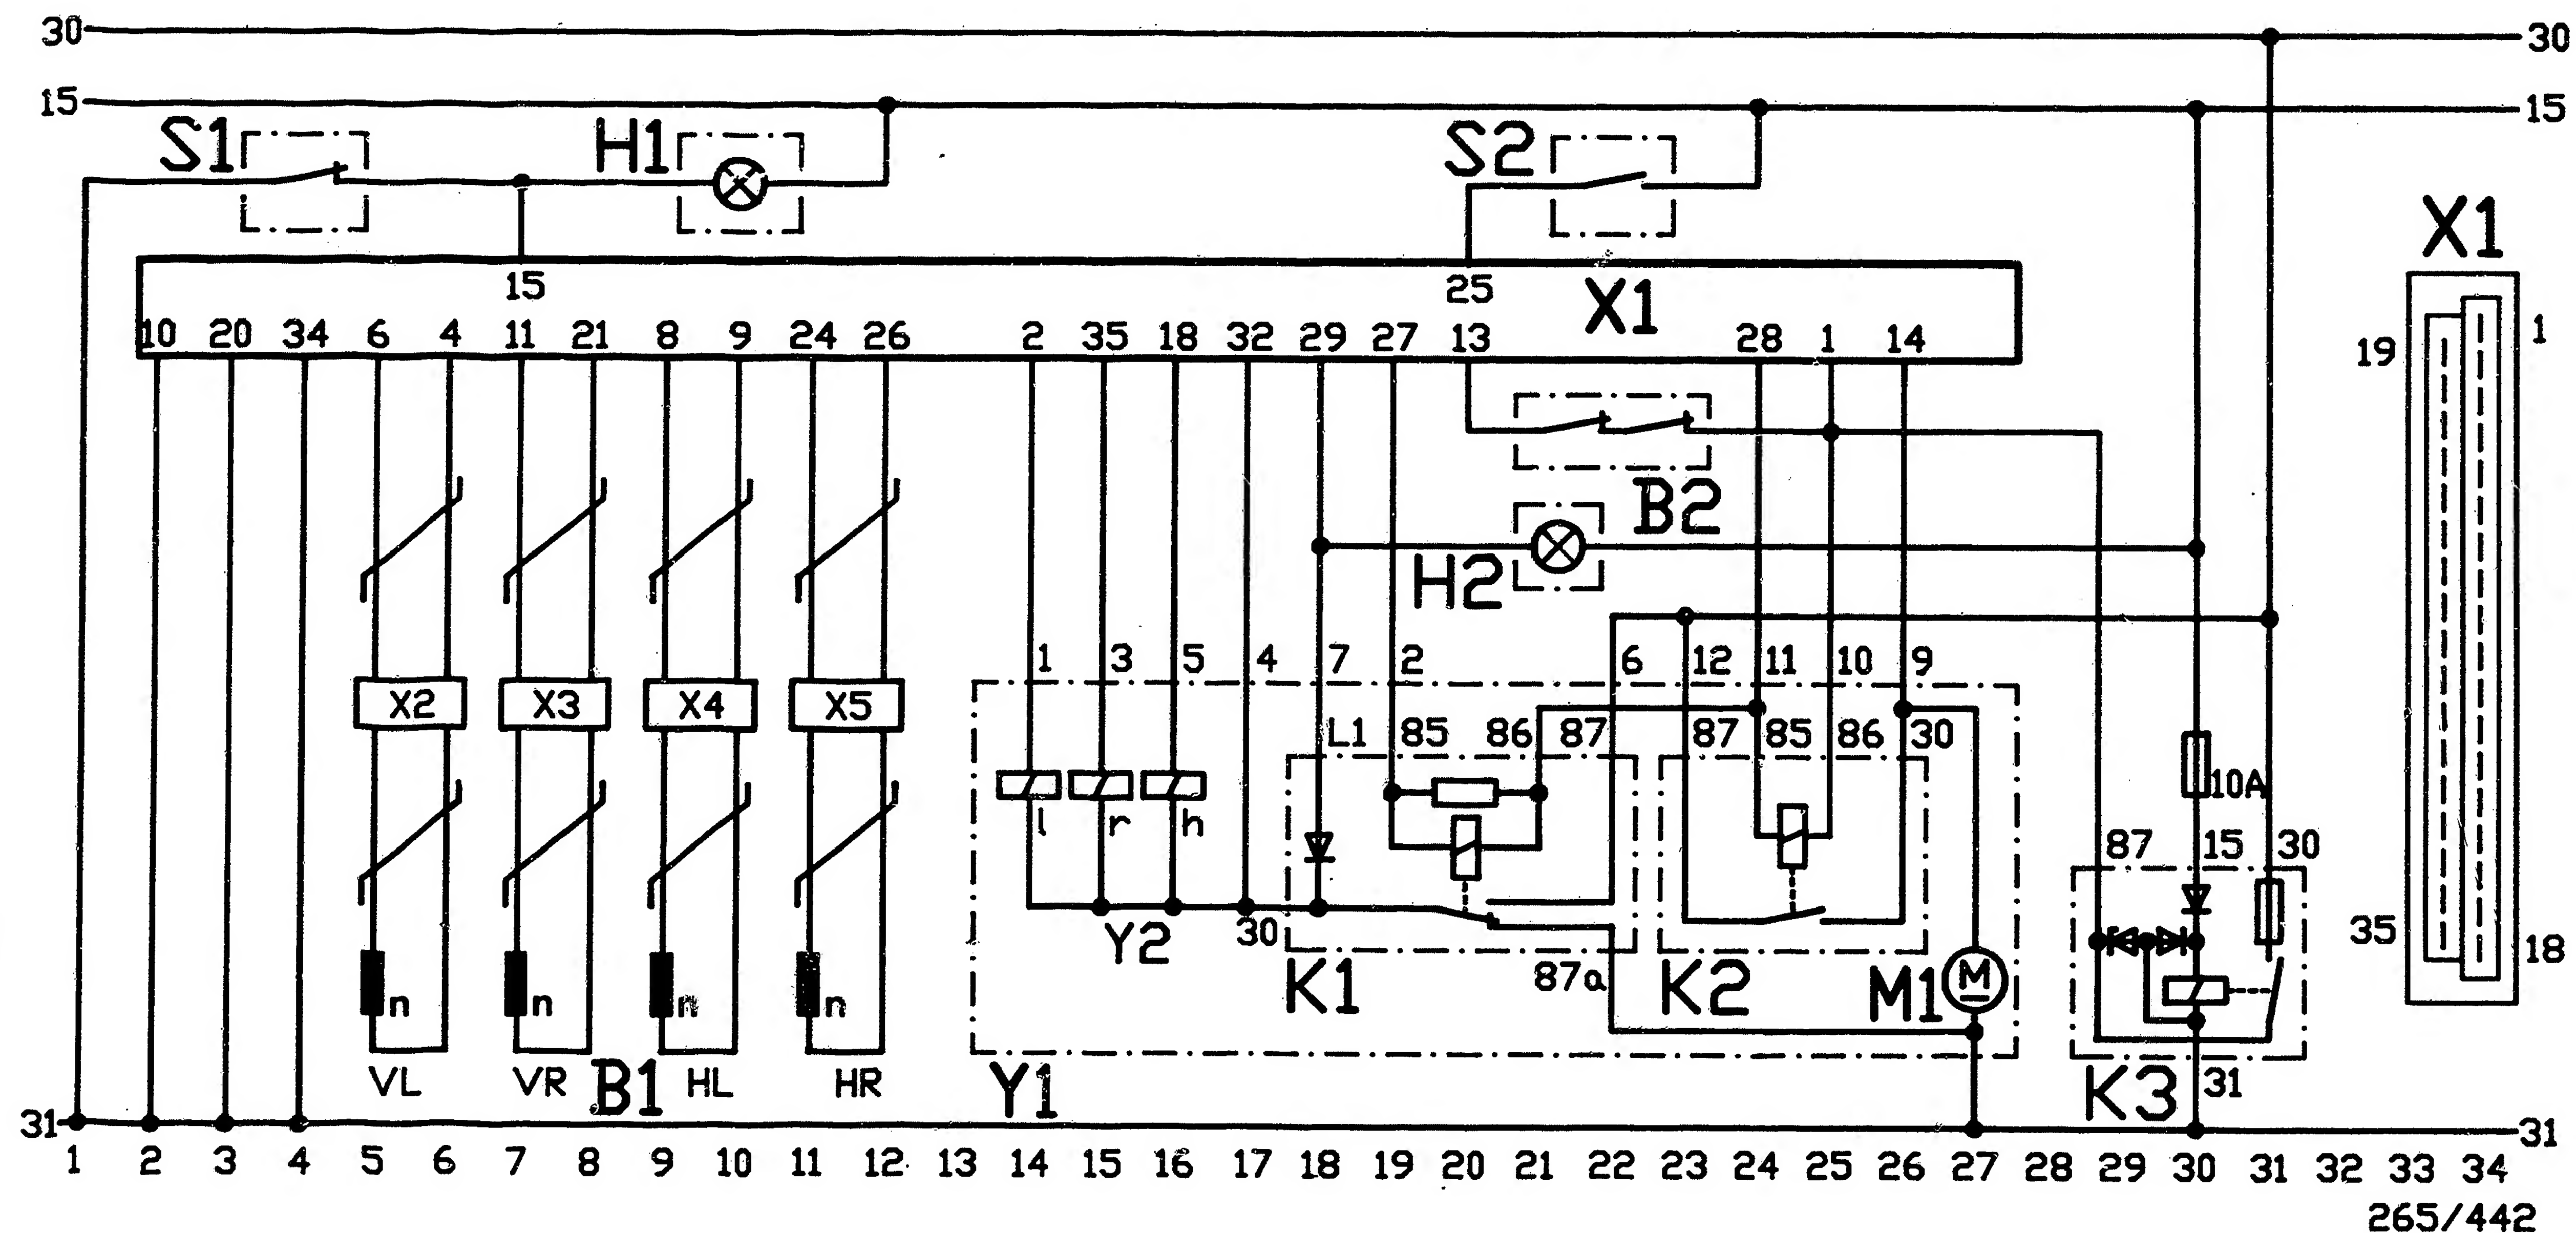 30 30
15 15
S1 H1 S2
X1
15 25 X1
10 20 34 6 4 11 21 8 9 24 26 2 35 18 32 29 27 13 28 1 14
19 1
B2
H2
1 3 5 4 7 2 6 12 11 10 9
X2 X3 X4 X5
L1 85 86 87 87 85 86 30
10A
l r h
87 15 30
Y2 30
35 18
K1 87a K2 M1 M
n n n n
VL VR B1 HL HR Y1 K3 31
31 31
1 2 3 4 5 6 7 8 9 10 11 12 13 14 15 16 17 18 19 20 21 22 23 24 25 26 27 28 29 30 31 32 33 34
265/442